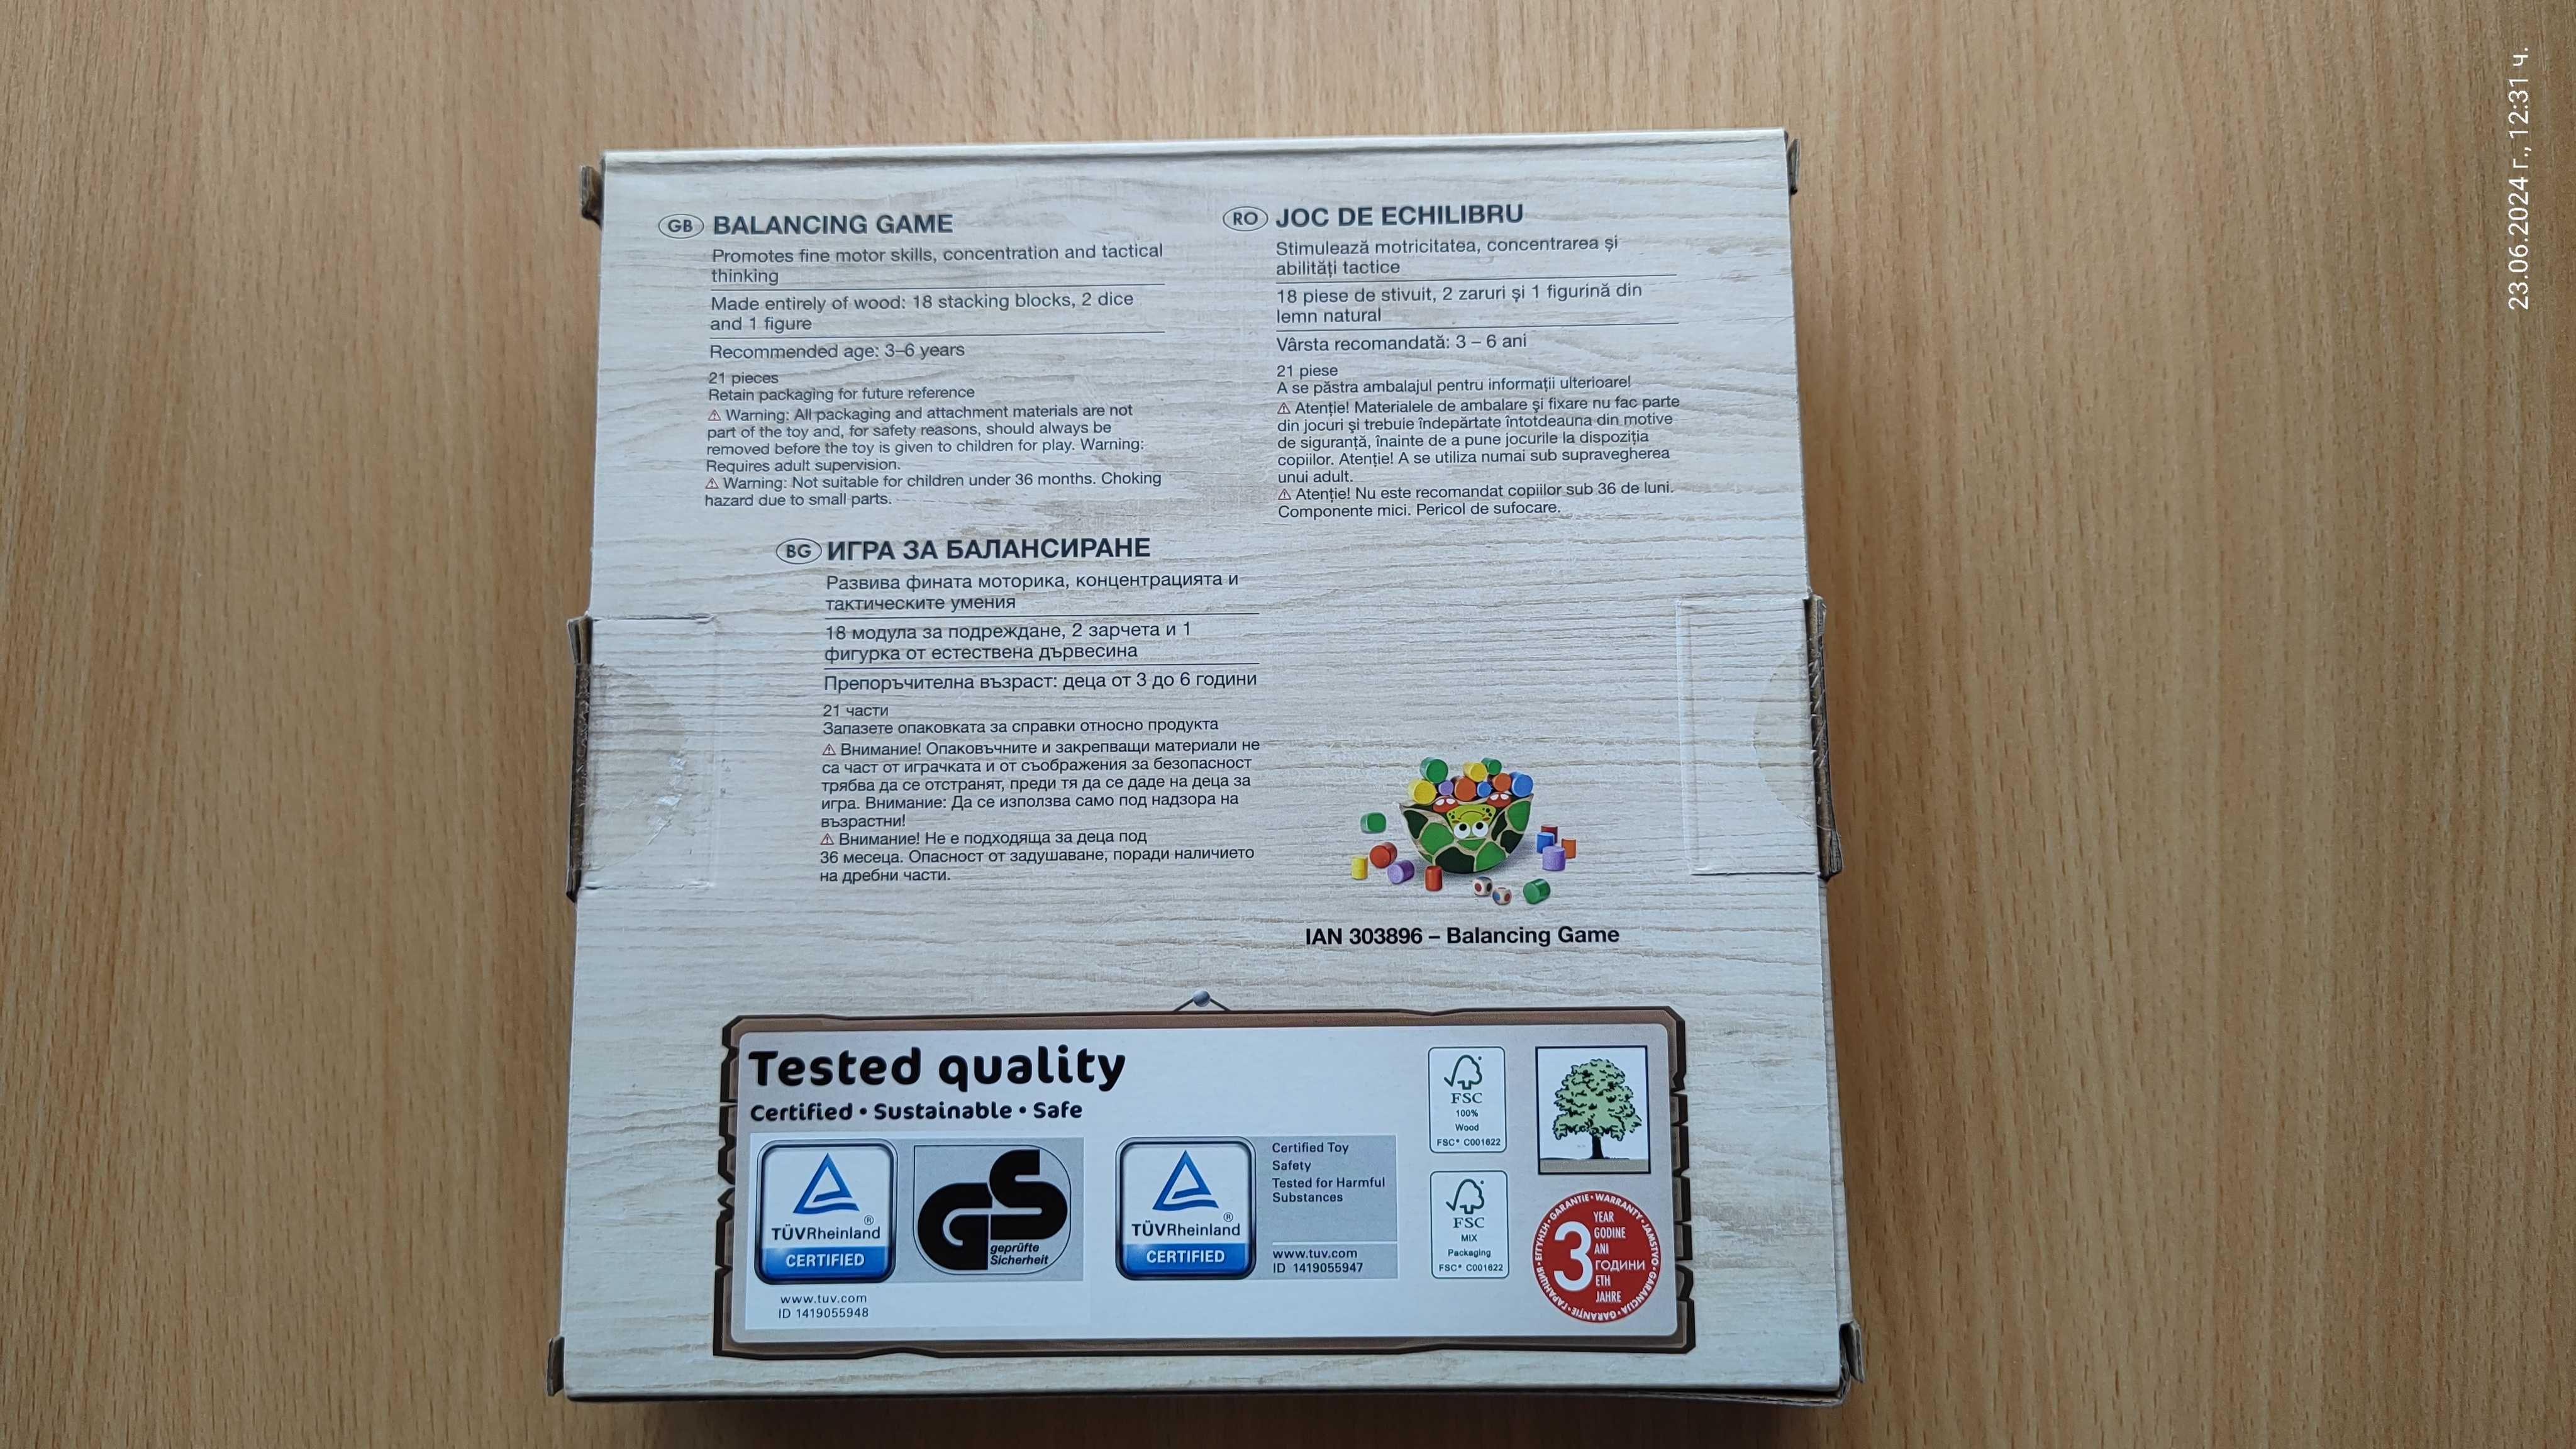 GB BALANCING GAME
Promotes fine motor skills, concentration and tactical
thinking
Made entirely of wood: 18 stacking blocks, 2 dice
and 1 figure
Recommended age: 3–6 years
21 pieces
Retain packaging for future reference
⚠ Warning: All packaging and attachment materials are not
part of the toy and, for safety reasons, should always be
removed before the toy is given to children for play. Warning:
Requires adult supervision.
⚠ Warning: Not suitable for children under 36 months. Choking
hazard due to small parts.
RO JOC DE ECHILIBRU
Stimulează motricitatea, concentrarea și
abilități tactice
18 piese de stivuit, 2 zaruri și 1 figurină din
lemn natural
Vârsta recomandată: 3 – 6 ani
21 piese
A se păstra ambalajul pentru informații ulterioare!
⚠ Atenție! Materialele de ambalare și fixare nu fac parte
din jocuri și trebuie îndepărtate întotdeauna din motive
de siguranță, înainte de a pune jocurile la dispoziția
copiilor. Atenție! A se utiliza numai sub supravegherea
unui adult.
⚠ Atenție! Nu este recomandat copiilor sub 36 de luni.
Componente mici. Pericol de sufocare.
BG ИГРА ЗА БАЛАНСИРАНЕ
Развива фината моторика, концентрацията и
тактическите умения
18 модула за подреждане, 2 зарчета и 1
фигурка от естествена дървесина
Препоръчителна възраст: деца от 3 до 6 години
21 части
Запазете опаковката за справки относно продукта
⚠ Внимание! Опаковъчните и закрепващи материали не
са част от играчката и от съображения за безопасност
трябва да се отстранят, преди тя да се даде на деца за
игра. Внимание: Да се използва само под надзора на
възрастни!
⚠ Внимание! Не е подходяща за деца под
36 месеца. Опасност от задушаване, поради наличието
на дребни части.
IAN 303896 – Balancing Game
Tested quality
Certified • Sustainable • Safe
TÜVRheinland®
CERTIFIED
www.tuv.com
ID 1419055948
GS
geprüfte
Sicherheit
TÜVRheinland®
CERTIFIED
Certified Toy
Safety
Tested for Harmful
Substances
www.tuv.com
ID 1419055947
FSC
100%
Wood
FSC® C001622
FSC
MIX
Packaging
FSC® C001622
3 YEAR
GODINE
ANI
ГОДИНИ
ΕΤΗ
JAHRE
GARANTIE • WARRANTY • JAMSTVO • GARANCIJA • GARANȚIE • ГАРАНЦИЯ • ΕΓΓΥΗΣΗ
23.06.2024 г., 12:31 ч.